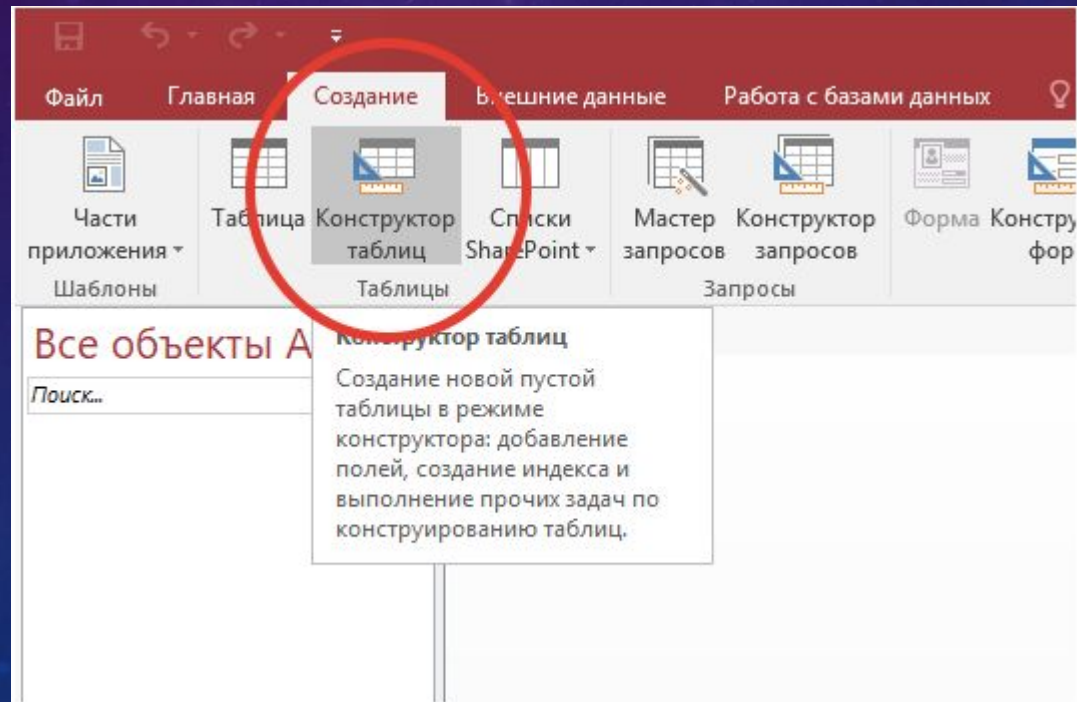 Файл Главная Создание Внешние данные Работа с базами данных
Части приложения
Таблица
Конструктор таблиц
Списки SharePoint
Мастер запросов
Конструктор запросов
Форма
Шаблоны Таблицы Запросы
Все объекты A
Поиск...
Конструктор таблиц
Создание новой пустой
таблицы в режиме
конструктора: добавление
полей, создание индекса и
выполнение прочих задач по
конструированию таблиц.